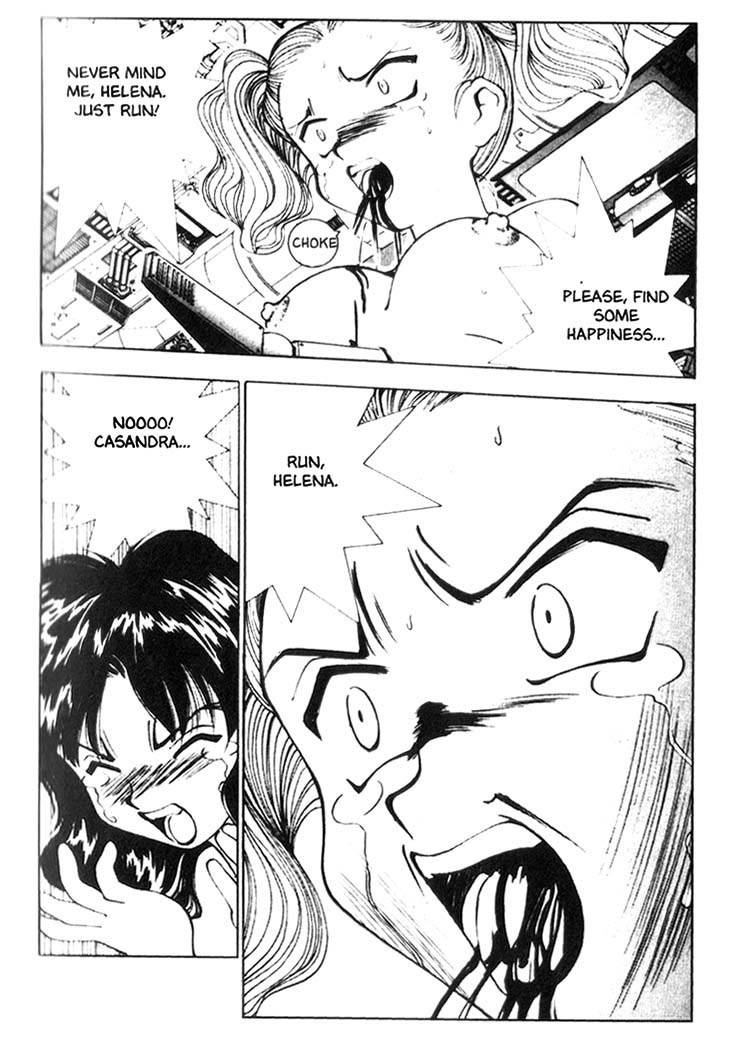 NEVER MIND
ME, HELENA.
JUST RUN!
CHOKE
PLEASE, FIND
SOME
HAPPINESS...
NOOOO!
CASANDRA...
RUN,
HELENA.